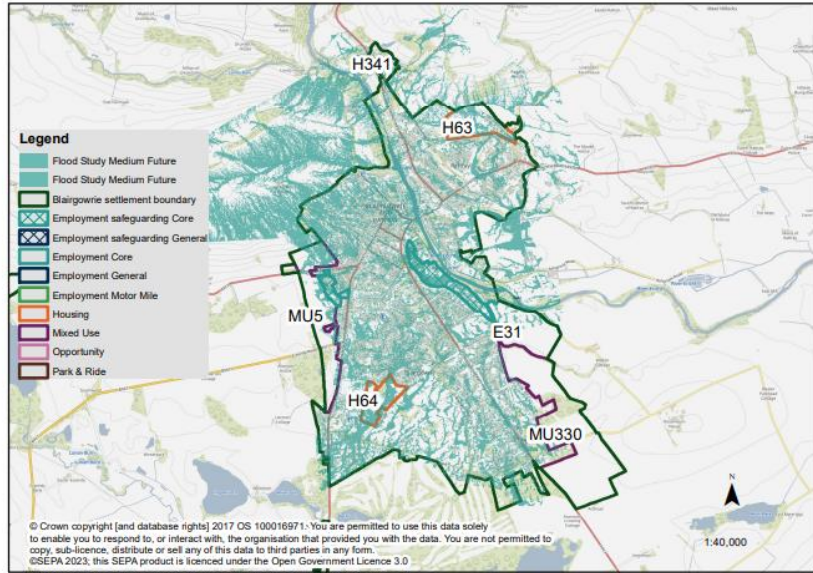 H341
H63
Legend
Flood Study Medium Future
Flood Study Medium Future
Blairgowrie settlement boundary
Employment safeguarding Core
Employment safeguarding General
Employment Core
Employment General
Employment Motor Mile
Housing
Mixed Use
Opportunity
Park & Ride
MU5
E31
H64
MU330
N
1:40,000
© Crown copyright [and database rights] 2017 OS 100016971. You are permitted to use this data solely
to enable you to respond to, or interact with, the organisation that provided you with the data. You are not permitted to
copy, sub-licence, distribute or sell any of this data to third parties in any form.
©SEPA 2023; this SEPA product is licenced under the Open Government Licence 3.0